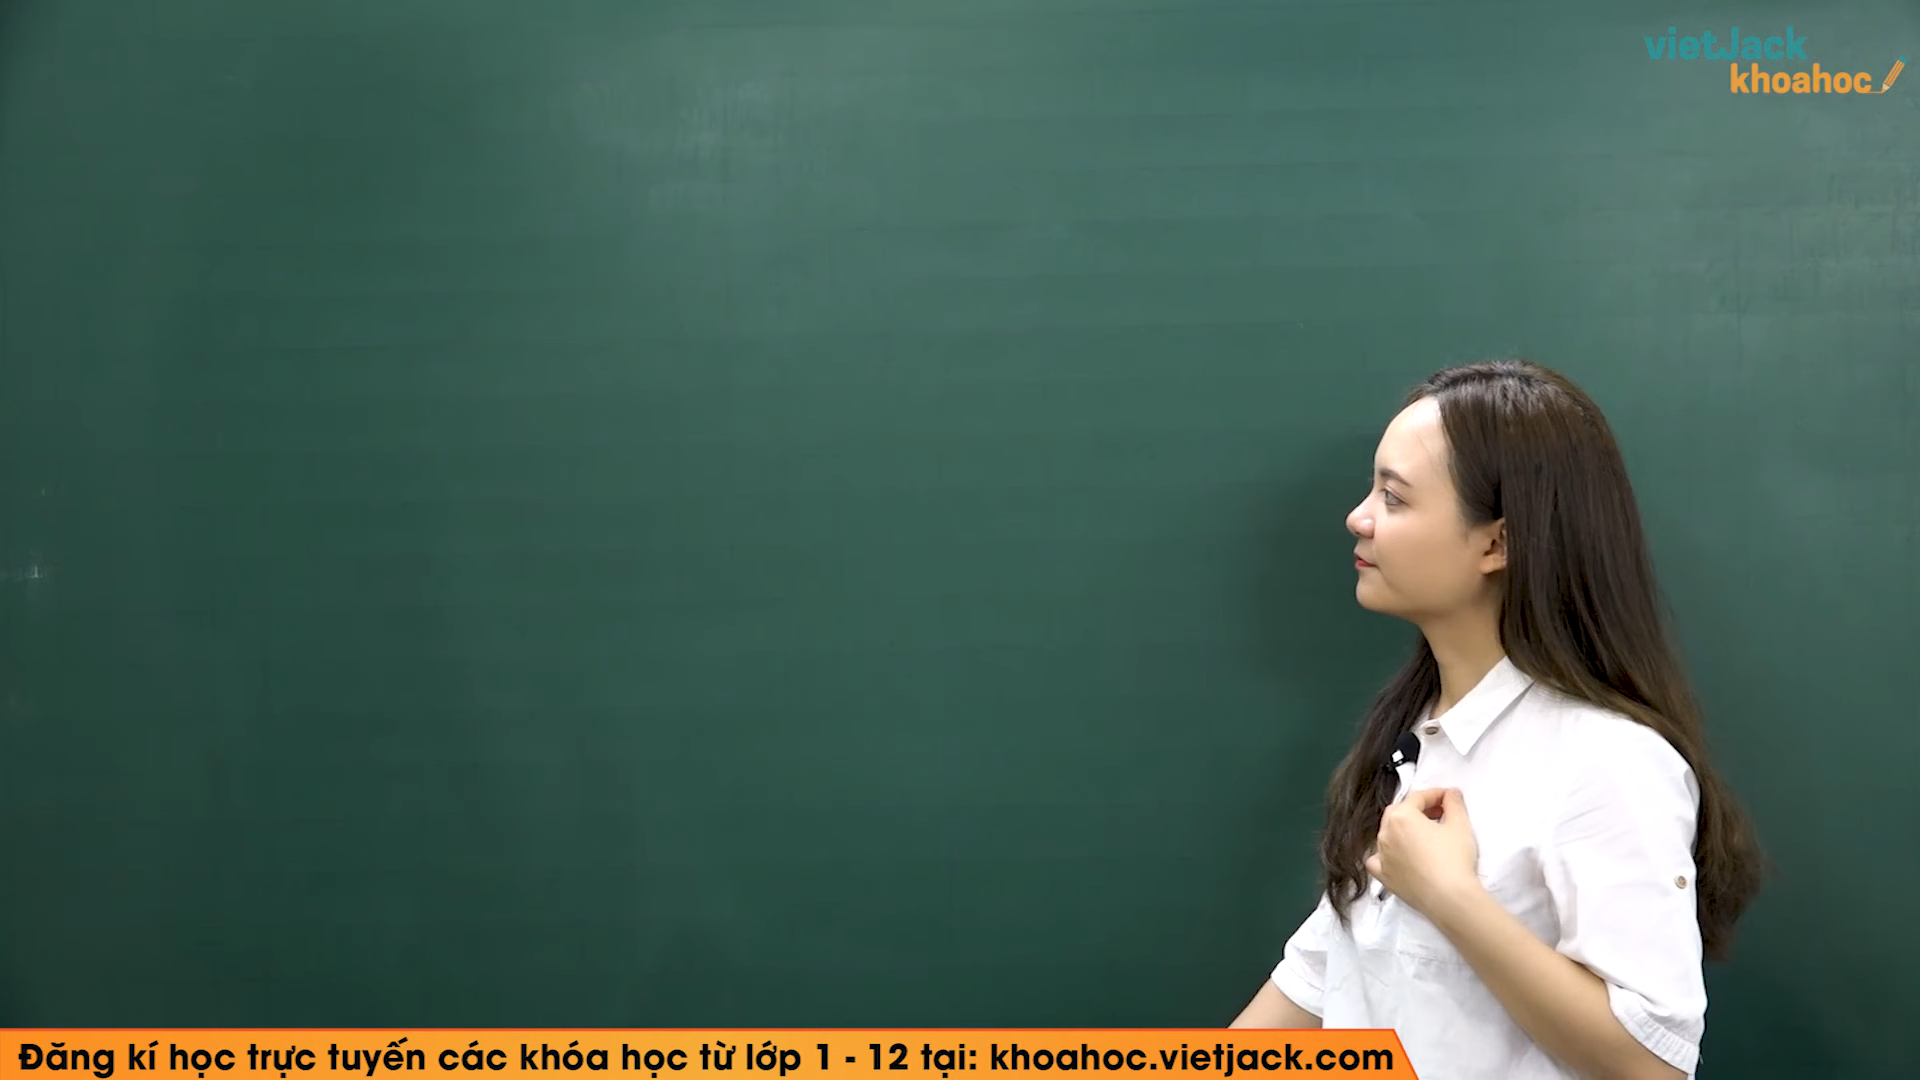 vietJack
khoahoc
Đăng kí học trực tuyến các khóa học từ lớp 1 - 12 tại: khoahoc.vietjack.com